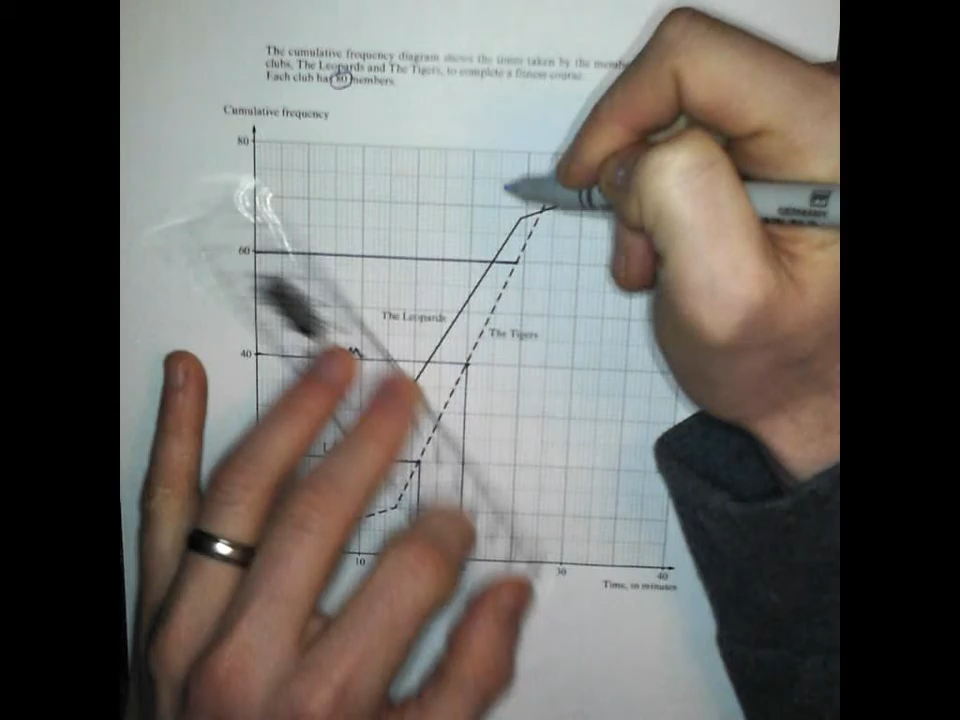 The cumulative frequency diagram shows the times taken by the
clubs, The Leopards and The Tigers, to complete a fitness course.
Each club has 80 members.
Cumulative frequency
80
60
The Leopards
The Tigers
40
10
30
40
Time, in minutes
GERMANY